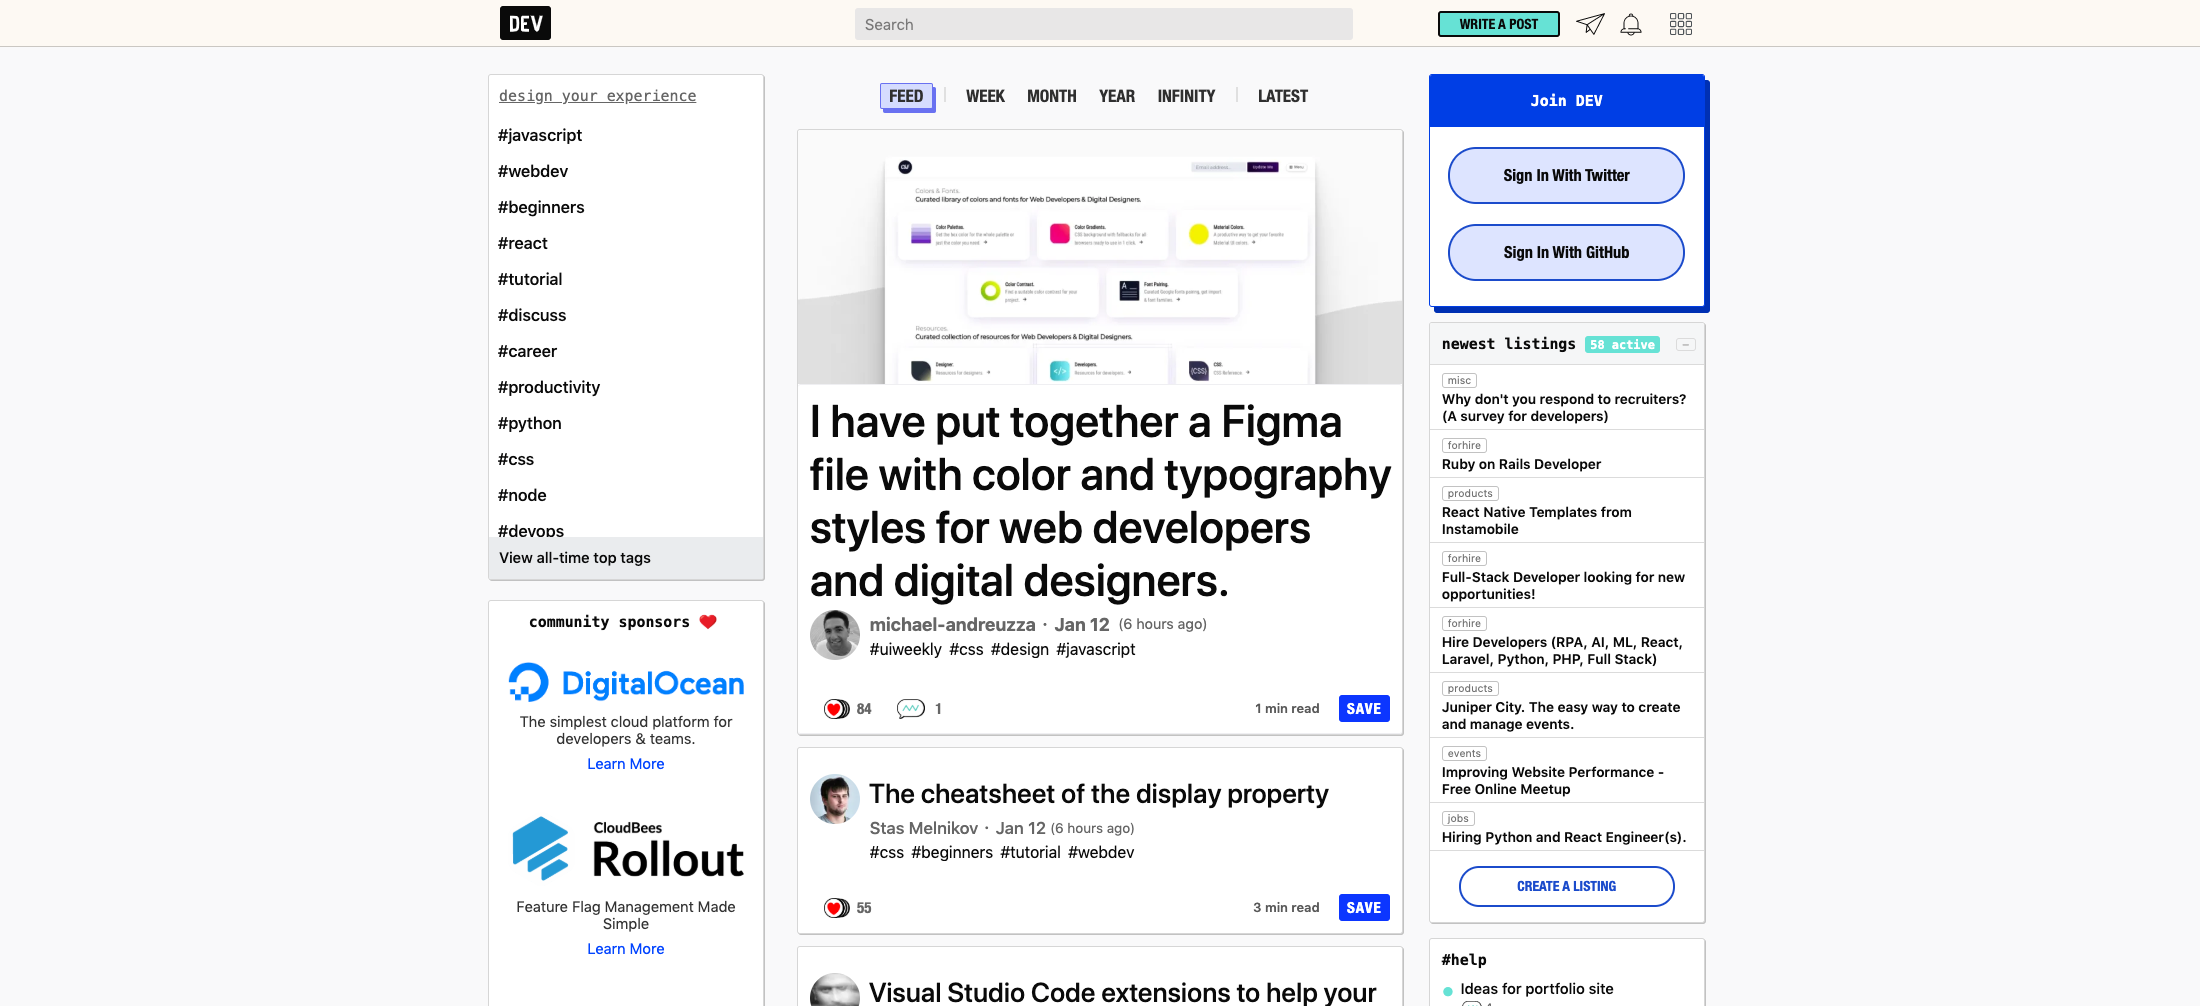 DEV
Search
WRITE A POST
design your experience
#javascript
#webdev
#beginners
#react
#tutorial
#discuss
#career
#productivity
#python
#css
#node
#devops
View all-time top tags
community sponsors
DigitalOcean
The simplest cloud platform for
developers & teams.
Learn More
CloudBees
Rollout
Feature Flag Management Made
Simple
Learn More
FEED
WEEK
MONTH
YEAR
INFINITY
LATEST
Colors & Fonts.
Curated library of colors and fonts for Web Developers & Digital Designers.
Color Palettes.
Color Gradients.
Material Colors.
Color Contrast.
Font Pairing.
Resources.
Curated collection of resources for Web Developers & Digital Designers.
Designer.
Resources for designers.
Developers.
Resources for developers.
CSS.
CSS Reference.
I have put together a Figma
file with color and typography
styles for web developers
and digital designers.
michael-andreuzza · Jan 12 (6 hours ago)
#uiweekly #css #design #javascript
84
1
1 min read
SAVE
The cheatsheet of the display property
Stas Melnikov · Jan 12 (6 hours ago)
#css #beginners #tutorial #webdev
55
3 min read
SAVE
Visual Studio Code extensions to help your
Join DEV
Sign In With Twitter
Sign In With GitHub
newest listings 58 active
misc
Why don't you respond to recruiters?
(A survey for developers)
forhire
Ruby on Rails Developer
products
React Native Templates from
Instamobile
forhire
Full-Stack Developer looking for new
opportunities!
forhire
Hire Developers (RPA, AI, ML, React,
Laravel, Python, PHP, Full Stack)
products
Juniper City. The easy way to create
and manage events.
events
Improving Website Performance -
Free Online Meetup
jobs
Hiring Python and React Engineer(s).
CREATE A LISTING
#help
Ideas for portfolio site